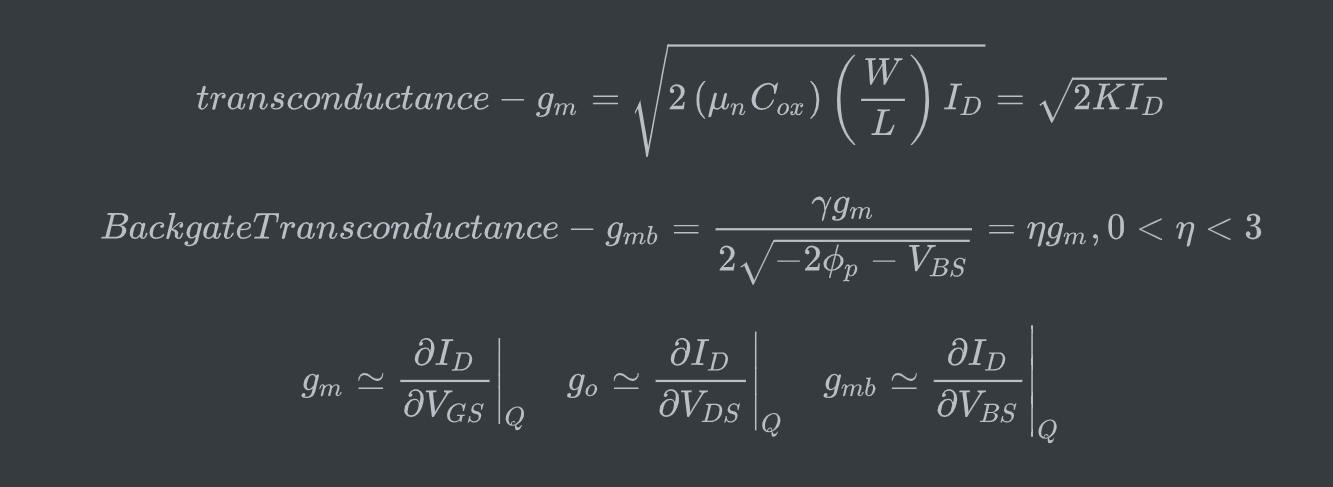 transconductance − g_m = √(2 (μ_n C_ox) (W/L) I_D) = √(2KI_D)
BackgateTransconductance − g_mb = γg_m / (2√(−2ϕ_p − V_BS)) = ηg_m, 0 < η < 3
g_m ≃ ∂I_D/∂V_GS |_Q g_o ≃ ∂I_D/∂V_DS |_Q g_mb ≃ ∂I_D/∂V_BS |_Q